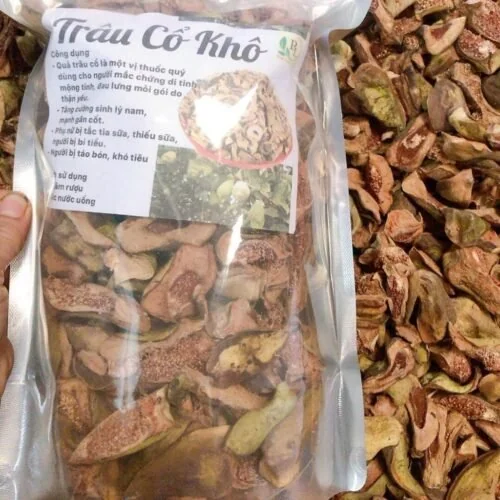 Trâu Cổ Khô
Công dụng
- Quả trâu cổ là một vị thuốc quý
dùng cho người mắc chứng di tinh
mộng tinh, đau lưng mỏi gối do
thận yếu.
- Tăng cường sinh lý nam,
mạnh gân cốt.
- Phụ nữ bị tắc tia sữa, thiếu sữa,
người bị bí tiểu.
Người bị táo bón, khó tiêu
sử dụng
rượu
nước uống